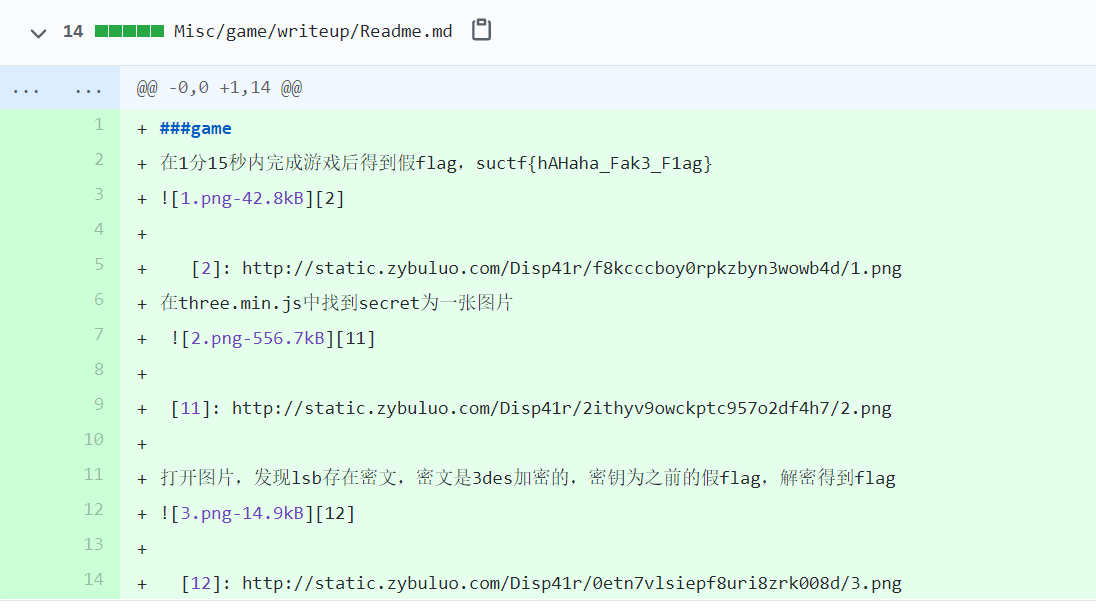 14 Misc/game/writeup/Readme.md
... ... @@ -0,0 +1,14 @@
1 + ###game
2 + 在1分15秒内完成游戏后得到假flag，suctf{hAHaha_Fak3_F1ag}
3 + ![1.png-42.8kB][2]
4 +
5 + [2]: http://static.zybuluo.com/Disp41r/f8kcccboy0rpkzbyn3wowb4d/1.png
6 + 在three.min.js中找到secret为一张图片
7 + ![2.png-556.7kB][11]
8 +
9 + [11]: http://static.zybuluo.com/Disp41r/2ithyv9owckptc957o2df4h7/2.png
10 +
11 + 打开图片，发现lsb存在密文，密文是3des加密的，密钥为之前的假flag，解密得到flag
12 + ![3.png-14.9kB][12]
13 +
14 + [12]: http://static.zybuluo.com/Disp41r/0etn7vlsiepf8uri8zrk008d/3.png